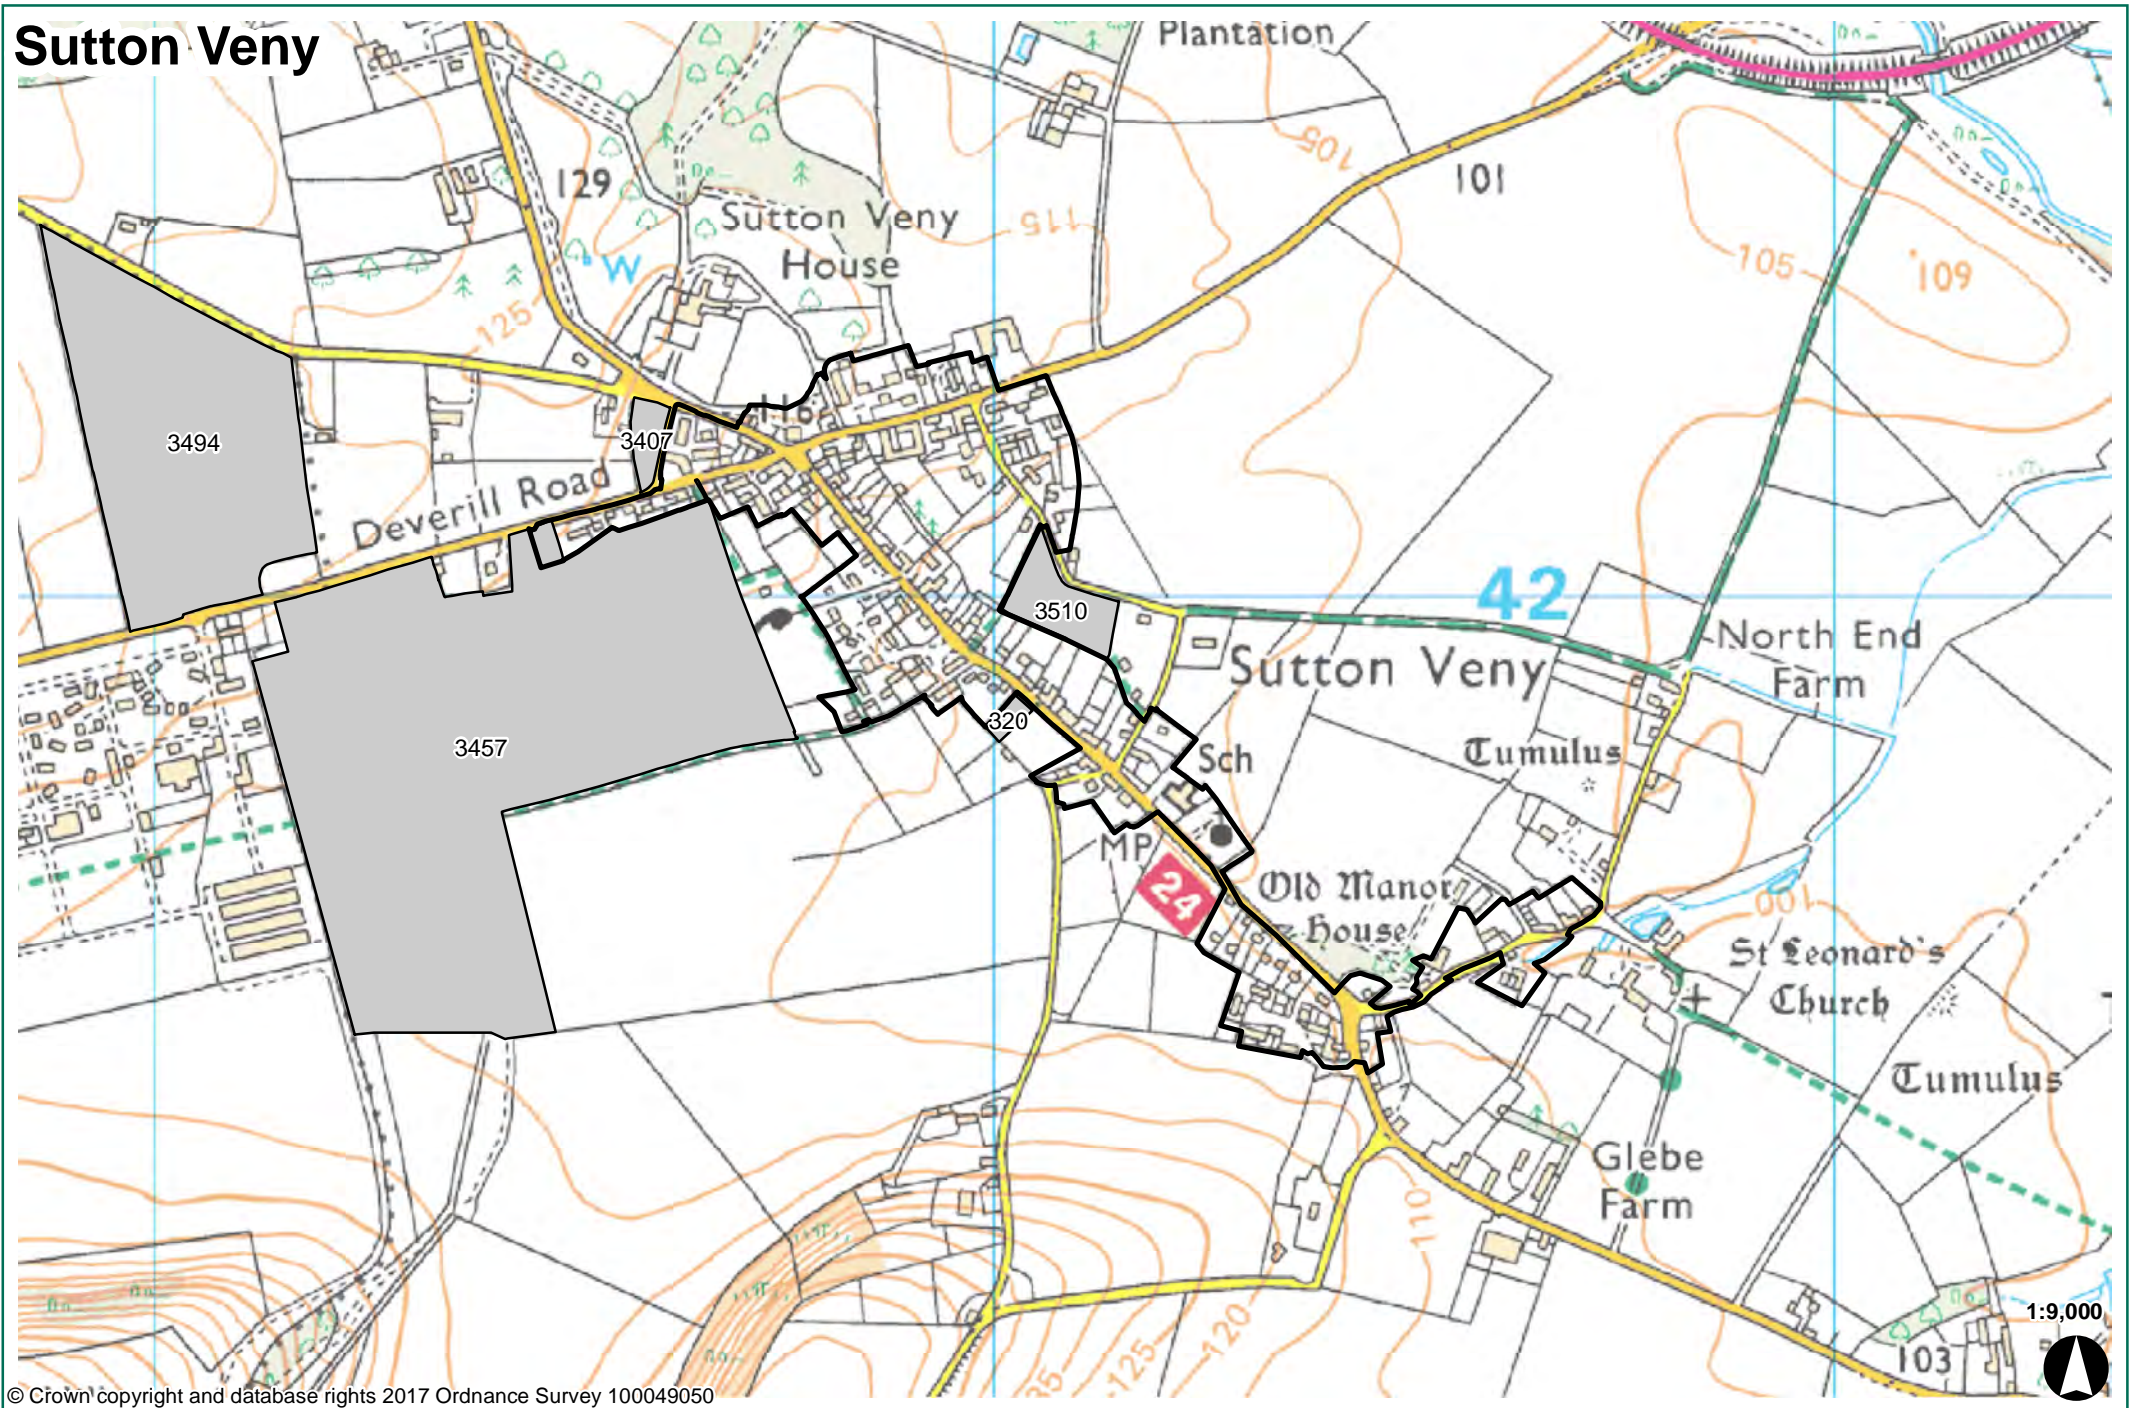 Sutton Veny
Plantation
129
Sutton Veny
House
W
105
101
115
105
109
125
116
3494
3407
Deverill Road
42
3510
Sutton Veny
North End
Farm
320
3457
Tumulus
Sch
MP
24
Old Manor
House
100
St Leonard's
Church
Tumulus
Glebe
Farm
110
120
125
103
1:9,000
© Crown copyright and database rights 2017 Ordnance Survey 100049050